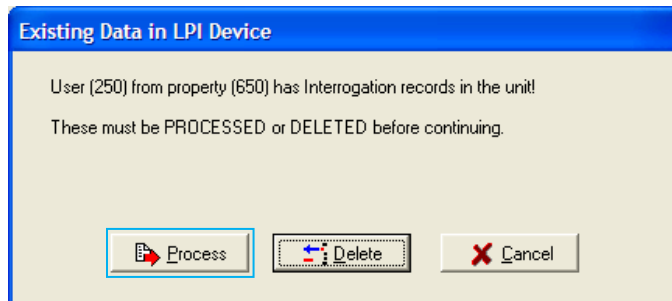 Existing Data in LPI Device
User (250) from property (650) has Interrogation records in the unit!
These must be PROCESSED or DELETED before continuing.
Process Delete Cancel